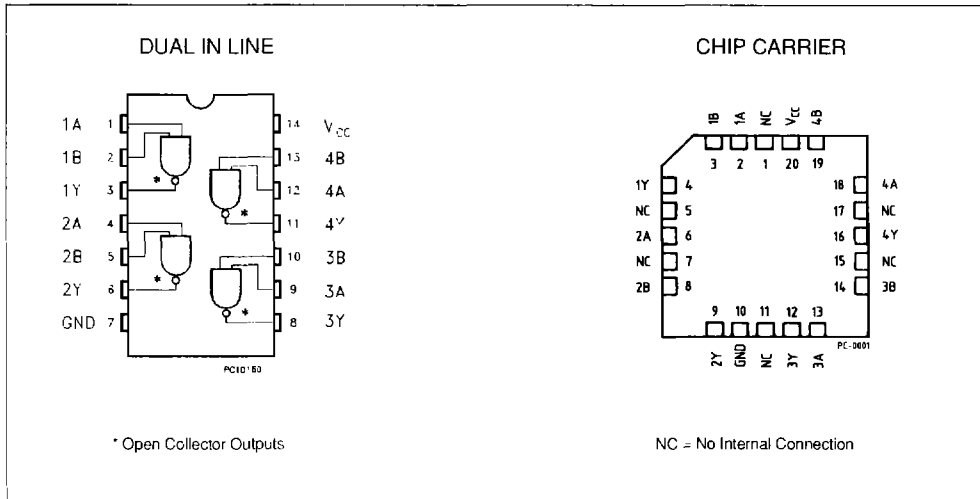 DUAL IN LINE
1A 1 14 VCC
1B 2 13 4B
1Y 3 * 12 4A
2A 4 * 11 4Y
2B 5 10 3B
2Y 6 * 9 3A
GND 7 * 8 3Y
PC10160
* Open Collector Outputs
CHIP CARRIER
1B 1A NC VCC 4B
3 2 1 20 19
1Y 4 18 4A
NC 5 17 NC
2A 6 16 4Y
NC 7 15 NC
2B 8 14 3B
9 10 11 12 13
2Y GND NC 3Y 3A
PC-0001
NC = No Internal Connection